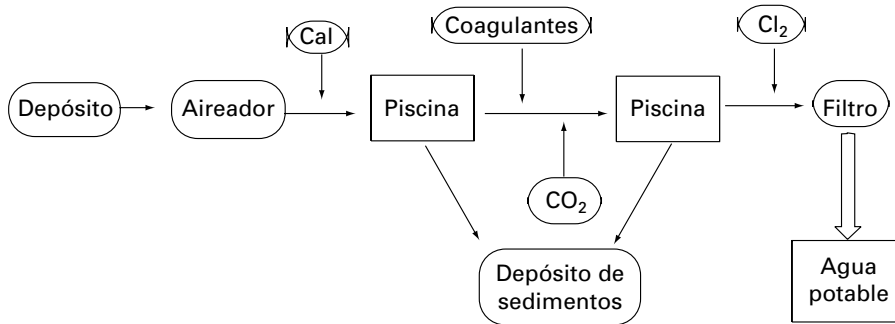 Cal
Coagulantes
Cl₂
Depósito
Aireador
Piscina
Piscina
Filtro
CO₂
Depósito de
sedimentos
Agua
potable